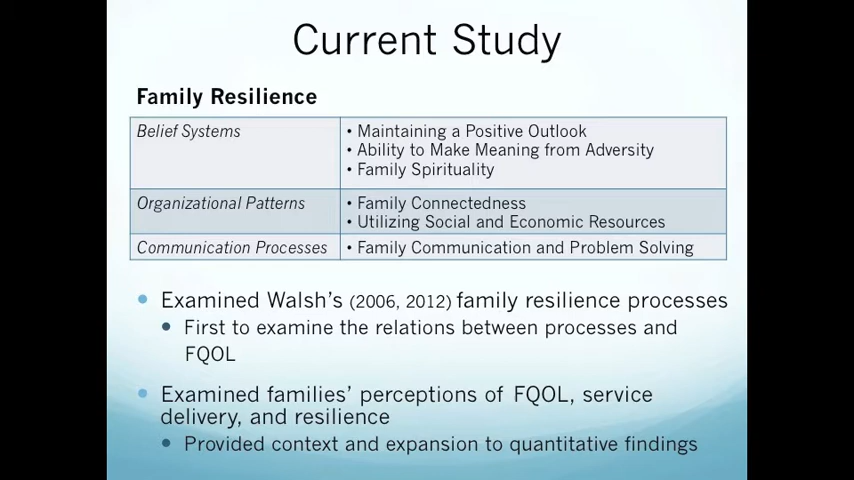 Current Study
Family Resilience
Belief Systems
• Maintaining a Positive Outlook
• Ability to Make Meaning from Adversity
• Family Spirituality
Organizational Patterns
• Family Connectedness
• Utilizing Social and Economic Resources
Communication Processes
• Family Communication and Problem Solving
• Examined Walsh's (2006, 2012) family resilience processes
• First to examine the relations between processes and
FQOL
• Examined families' perceptions of FQOL, service
delivery, and resilience
• Provided context and expansion to quantitative findings